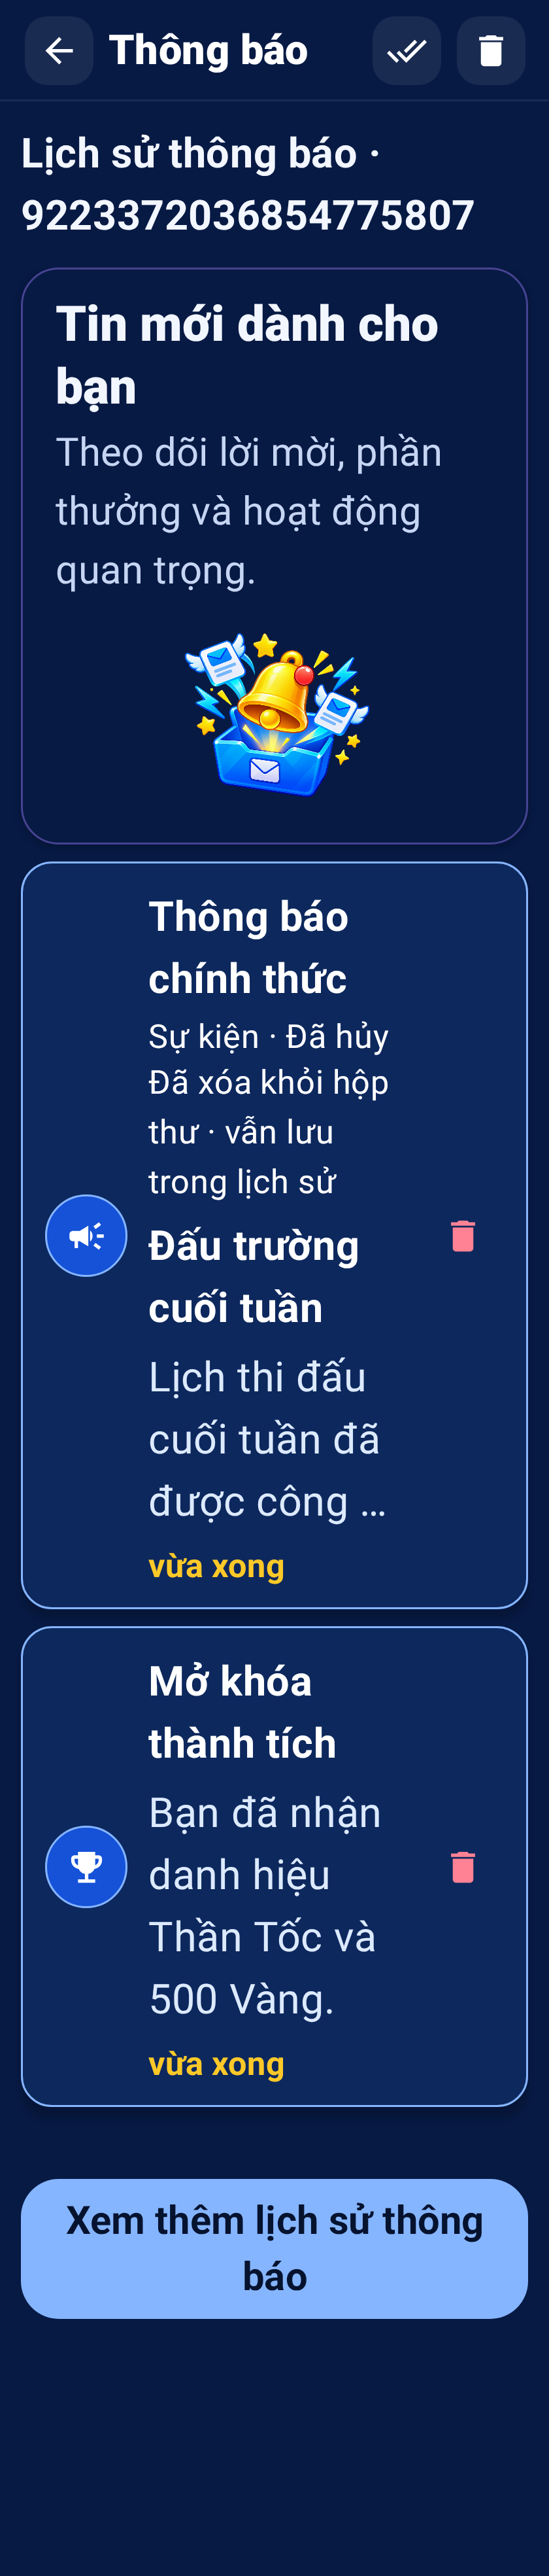 Thông báo
Lịch sử thông báo ·
9223372036854775807
Tin mới dành cho
bạn
Theo dõi lời mời, phần
thưởng và hoạt động
quan trọng.
Thông báo
chính thức
Sự kiện · Đã hủy
Đã xóa khỏi hộp
thư · vẫn lưu
trong lịch sử
Đấu trường
cuối tuần
Lịch thi đấu
cuối tuần đã
được công ...
vừa xong
Mở khóa
thành tích
Bạn đã nhận
danh hiệu
Thần Tốc và
500 Vàng.
vừa xong
Xem thêm lịch sử thông
báo